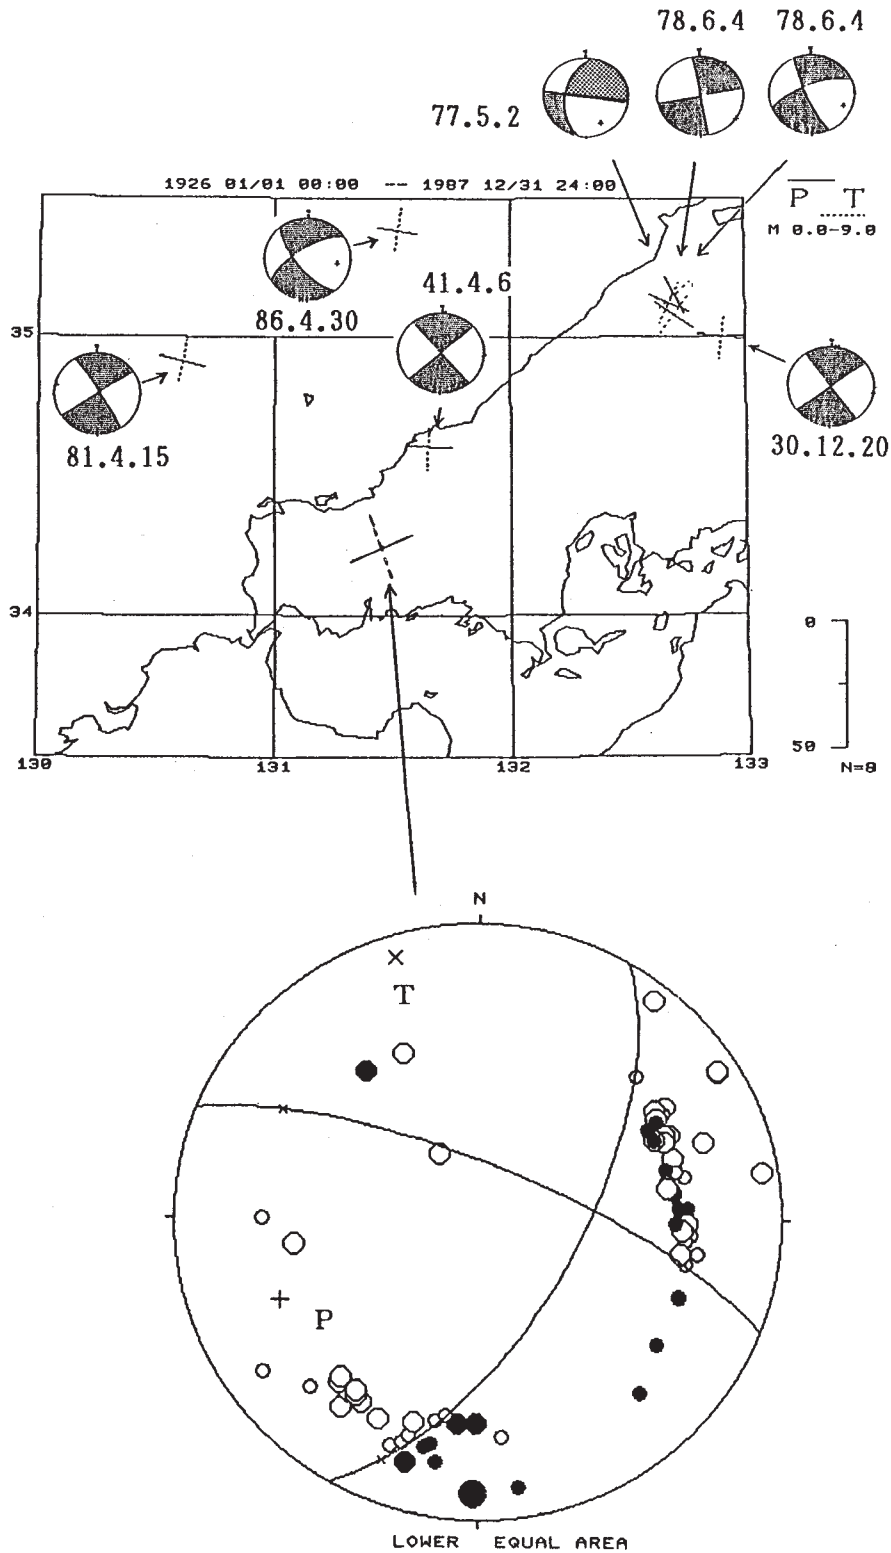 78.6.4 78.6.4
77.5.2
1926 01/01 00:00 -- 1987 12/31 24:00
P T
M 0.0-9.0
41.4.6
86.4.30
35
81.4.15
30.12.20
34
0
50
130 131 132 133 N=8
N
T
P
LOWER EQUAL AREA